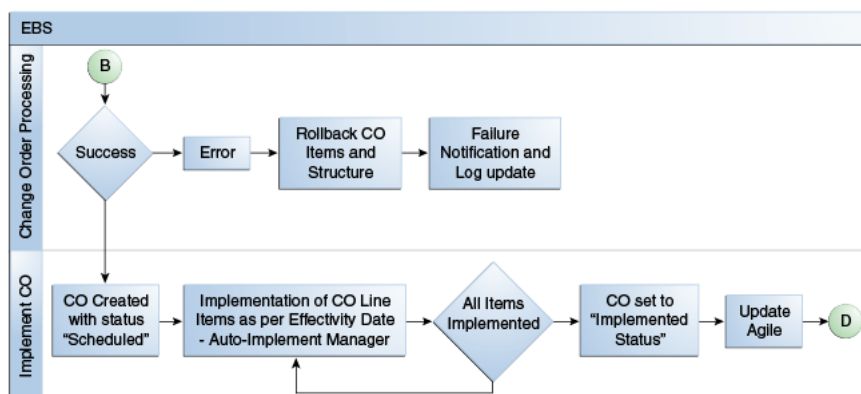 EBS
Change Order Processing
B
Success
Error
Rollback CO
Items and
Structure
Failure
Notification and
Log update
Implement CO
CO Created
with status
“Scheduled”
Implementation of CO Line
Items as per Effectivity Date
- Auto-Implement Manager
All Items
Implemented
CO set to
“Implemented
Status”
Update
Agile
D